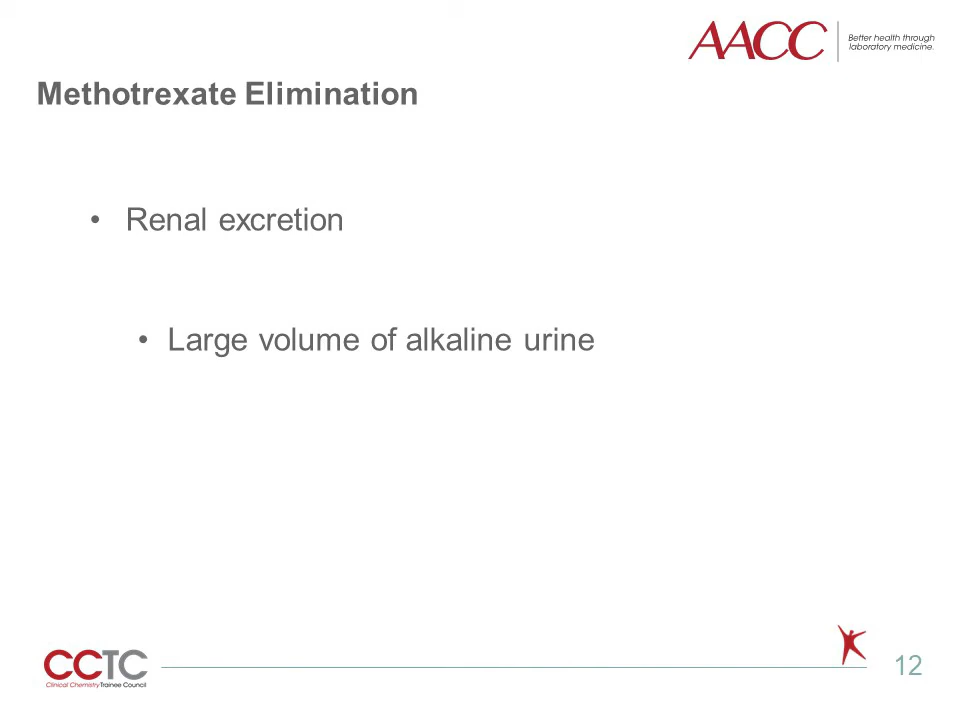 AACC
Better health through
laboratory medicine.
Methotrexate Elimination
• Renal excretion
• Large volume of alkaline urine
CCTC
Clinical Chemistry Trainee Council
12